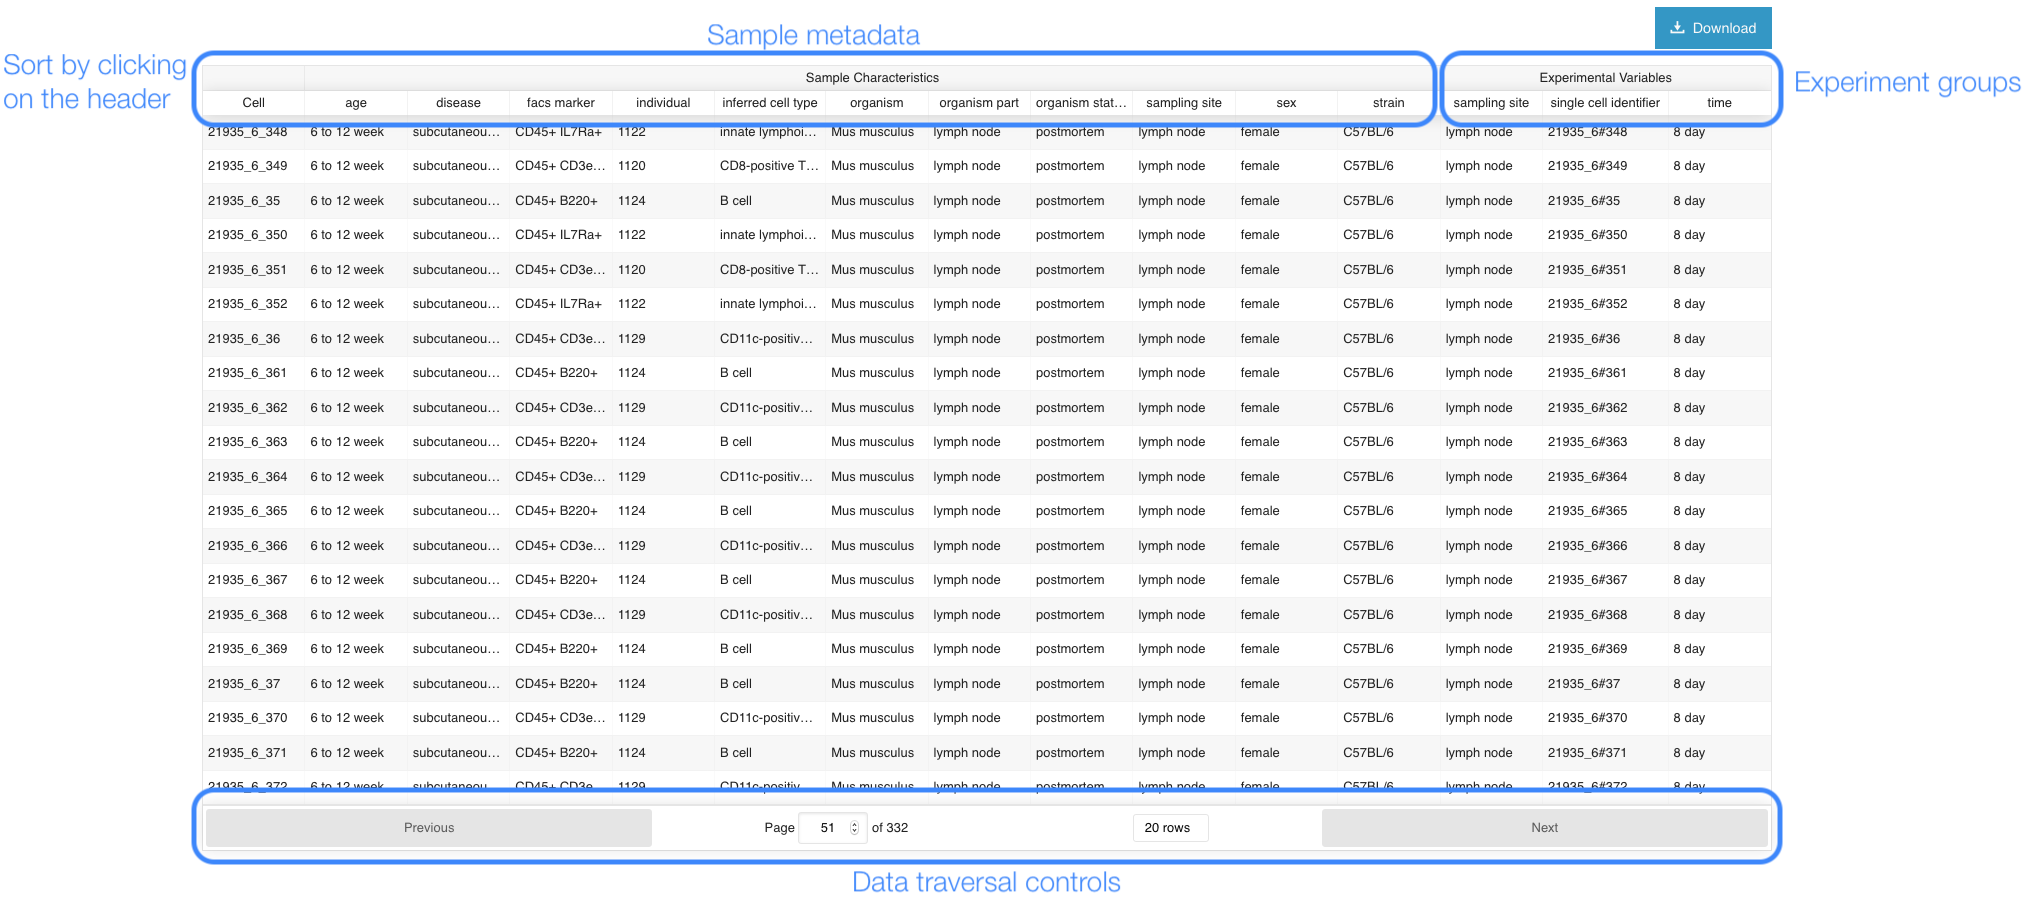 Sample metadata
Download
Sort by clicking
on the header
Experiment groups
Sample Characteristics Experimental Variables
Cell age disease facs marker individual inferred cell type organism organism part organism stat... sampling site sex strain sampling site single cell identifier time
21935_6_348 6 to 12 week subcutaneou... CD45+ IL7Ra+ 1122 innate lymphoi... Mus musculus lymph node postmortem lymph node female C57BL/6 lymph node 21935_6#348 8 day
21935_6_349 6 to 12 week subcutaneou... CD45+ CD3e... 1120 CD8-positive T... Mus musculus lymph node postmortem lymph node female C57BL/6 lymph node 21935_6#349 8 day
21935_6_35 6 to 12 week subcutaneou... CD45+ B220+ 1124 B cell Mus musculus lymph node postmortem lymph node female C57BL/6 lymph node 21935_6#35 8 day
21935_6_350 6 to 12 week subcutaneou... CD45+ IL7Ra+ 1122 innate lymphoi... Mus musculus lymph node postmortem lymph node female C57BL/6 lymph node 21935_6#350 8 day
21935_6_351 6 to 12 week subcutaneou... CD45+ CD3e... 1120 CD8-positive T... Mus musculus lymph node postmortem lymph node female C57BL/6 lymph node 21935_6#351 8 day
21935_6_352 6 to 12 week subcutaneou... CD45+ IL7Ra+ 1122 innate lymphoi... Mus musculus lymph node postmortem lymph node female C57BL/6 lymph node 21935_6#352 8 day
21935_6_36 6 to 12 week subcutaneou... CD45+ CD3e... 1129 CD11c-positiv... Mus musculus lymph node postmortem lymph node female C57BL/6 lymph node 21935_6#36 8 day
21935_6_361 6 to 12 week subcutaneou... CD45+ B220+ 1124 B cell Mus musculus lymph node postmortem lymph node female C57BL/6 lymph node 21935_6#361 8 day
21935_6_362 6 to 12 week subcutaneou... CD45+ CD3e... 1129 CD11c-positiv... Mus musculus lymph node postmortem lymph node female C57BL/6 lymph node 21935_6#362 8 day
21935_6_363 6 to 12 week subcutaneou... CD45+ B220+ 1124 B cell Mus musculus lymph node postmortem lymph node female C57BL/6 lymph node 21935_6#363 8 day
21935_6_364 6 to 12 week subcutaneou... CD45+ CD3e... 1129 CD11c-positiv... Mus musculus lymph node postmortem lymph node female C57BL/6 lymph node 21935_6#364 8 day
21935_6_365 6 to 12 week subcutaneou... CD45+ B220+ 1124 B cell Mus musculus lymph node postmortem lymph node female C57BL/6 lymph node 21935_6#365 8 day
21935_6_366 6 to 12 week subcutaneou... CD45+ CD3e... 1129 CD11c-positiv... Mus musculus lymph node postmortem lymph node female C57BL/6 lymph node 21935_6#366 8 day
21935_6_367 6 to 12 week subcutaneou... CD45+ B220+ 1124 B cell Mus musculus lymph node postmortem lymph node female C57BL/6 lymph node 21935_6#367 8 day
21935_6_368 6 to 12 week subcutaneou... CD45+ CD3e... 1129 CD11c-positiv... Mus musculus lymph node postmortem lymph node female C57BL/6 lymph node 21935_6#368 8 day
21935_6_369 6 to 12 week subcutaneou... CD45+ B220+ 1124 B cell Mus musculus lymph node postmortem lymph node female C57BL/6 lymph node 21935_6#369 8 day
21935_6_37 6 to 12 week subcutaneou... CD45+ B220+ 1124 B cell Mus musculus lymph node postmortem lymph node female C57BL/6 lymph node 21935_6#37 8 day
21935_6_370 6 to 12 week subcutaneou... CD45+ CD3e... 1129 CD11c-positiv... Mus musculus lymph node postmortem lymph node female C57BL/6 lymph node 21935_6#370 8 day
21935_6_371 6 to 12 week subcutaneou... CD45+ B220+ 1124 B cell Mus musculus lymph node postmortem lymph node female C57BL/6 lymph node 21935_6#371 8 day
21935_6_372 6 to 12 week subcutaneou... CD45+ CD3e... 1129 CD11c-positiv... Mus musculus lymph node postmortem lymph node female C57BL/6 lymph node 21935_6#372 8 day
Previous Page 51 of 332 20 rows Next
Data traversal controls